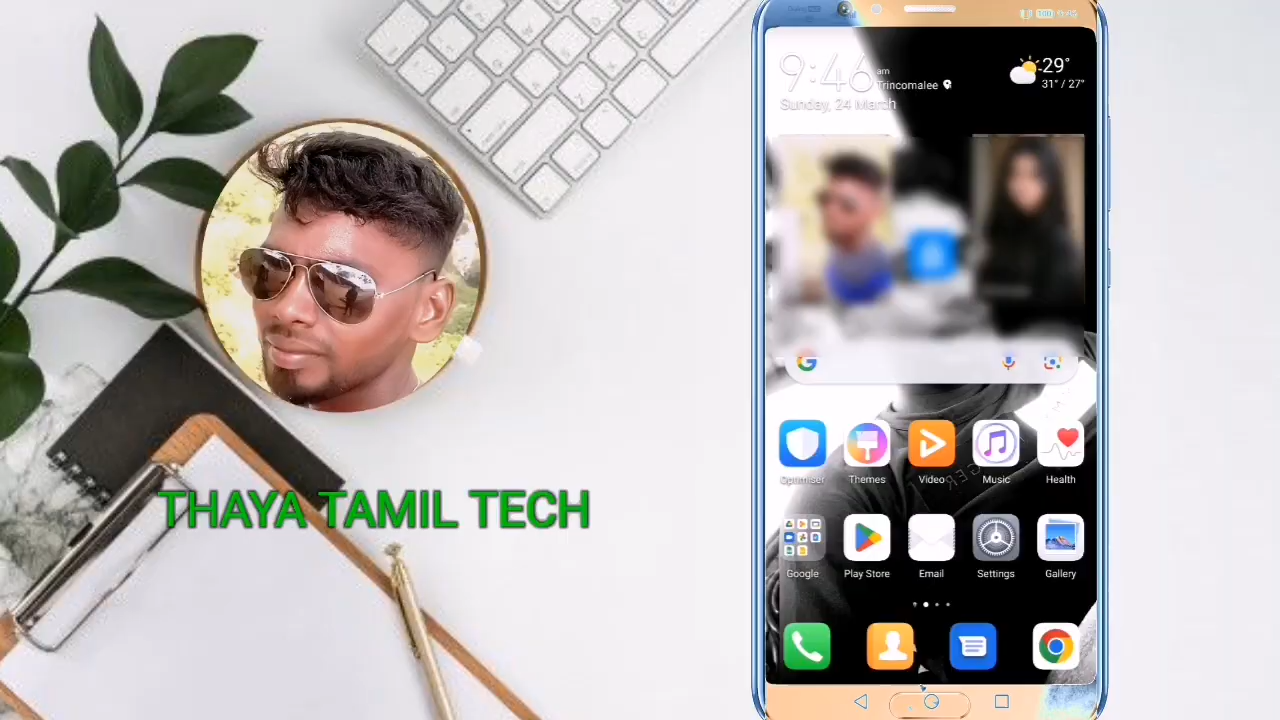 9:46 am
Trincomalee
Sunday, 24 March
29°
31° / 27°
Optimiser Themes Video Music Health
Google Play Store Email Settings Gallery
THAYA TAMIL TECH